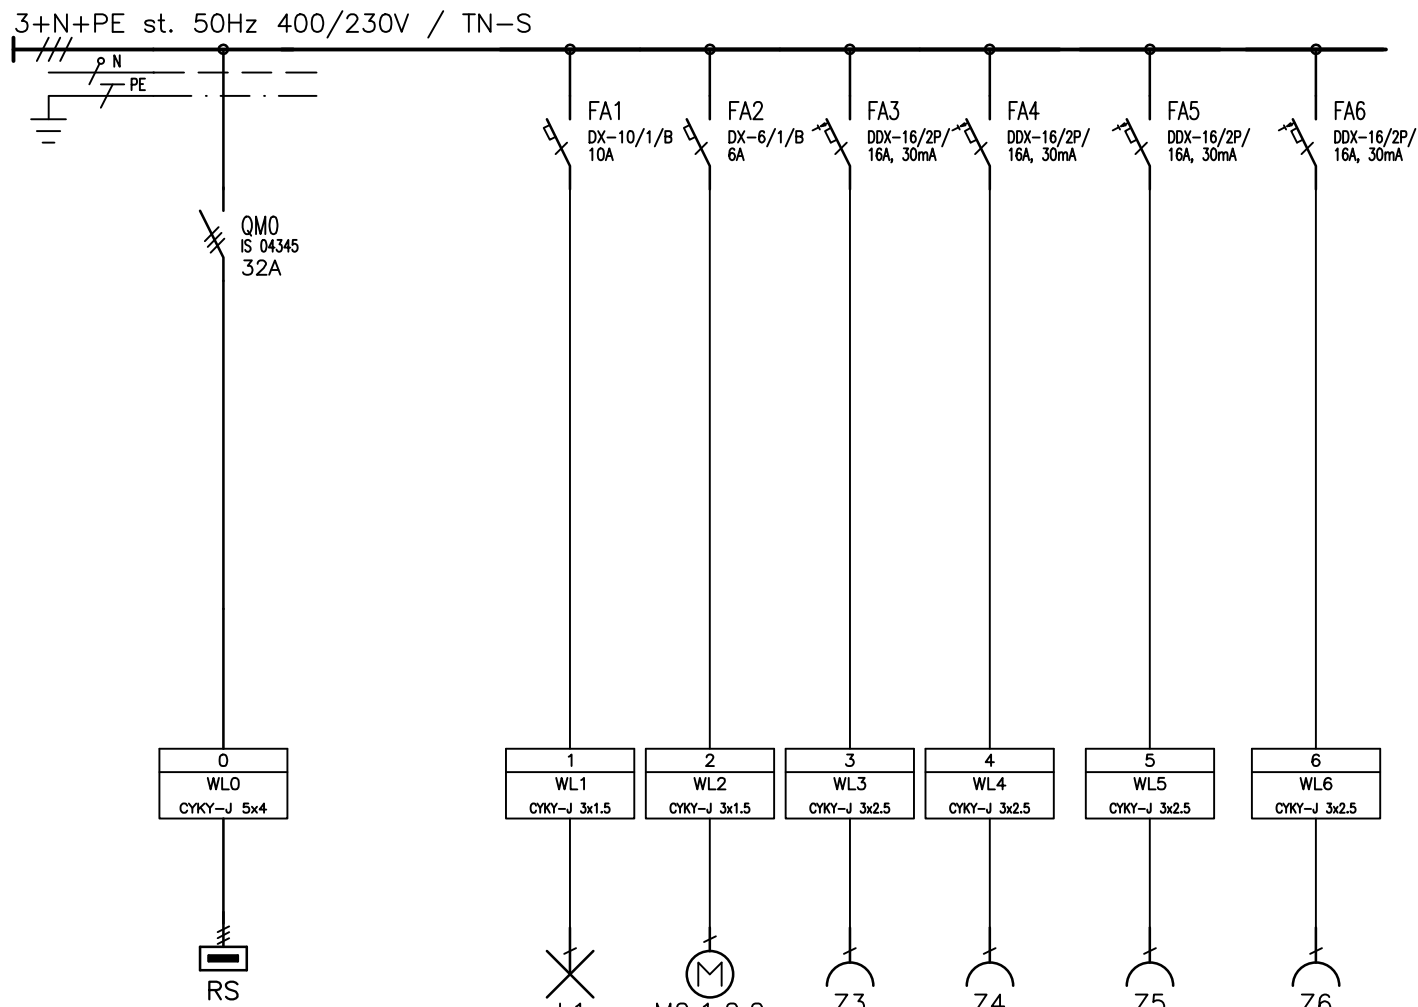 3+N+PE st. 50Hz 400/230V / TN-S
N
PE
FA1
DX-10/1/B
10A
FA2
DX-6/1/B
6A
FA3
DDX-16/2P/
16A, 30mA
FA4
DDX-16/2P/
16A, 30mA
FA5
DDX-16/2P/
16A, 30mA
FA6
DDX-16/2P/
16A, 30mA
QM0
IS 04345
32A
0
WL0
CYKY-J 5x4
1
WL1
CYKY-J 3x1.5
2
WL2
CYKY-J 3x1.5
3
WL3
CYKY-J 3x2.5
4
WL4
CYKY-J 3x2.5
5
WL5
CYKY-J 3x2.5
6
WL6
CYKY-J 3x2.5
M
RS
Z3
Z4
Z5
Z6